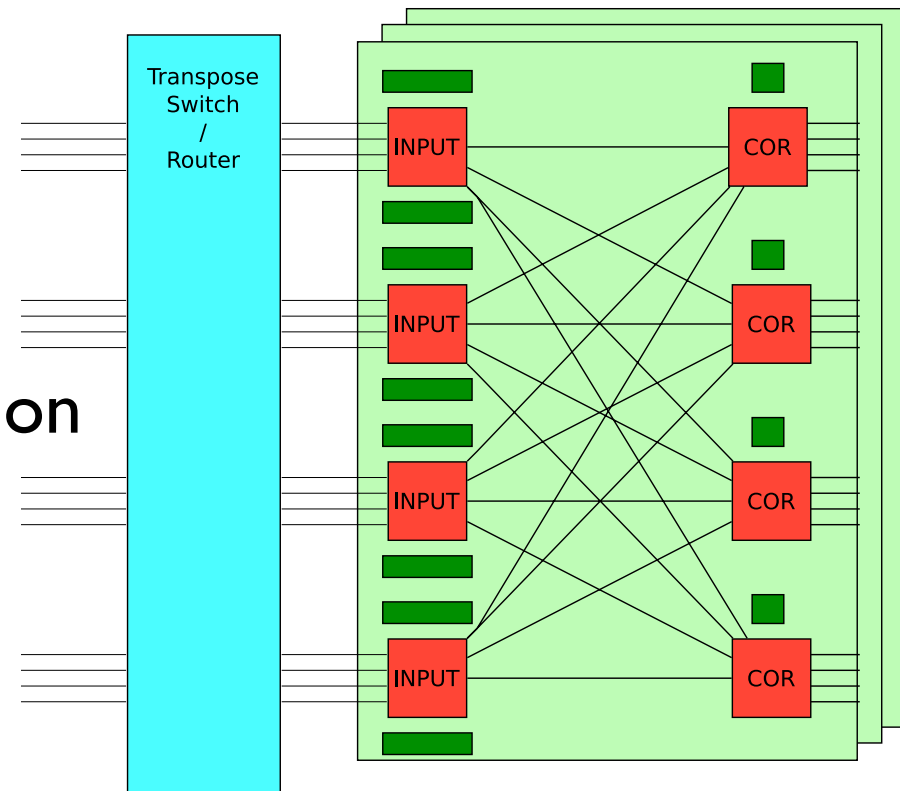 Transpose
Switch
/
Router
INPUT
COR
INPUT
COR
on
INPUT
COR
INPUT
COR